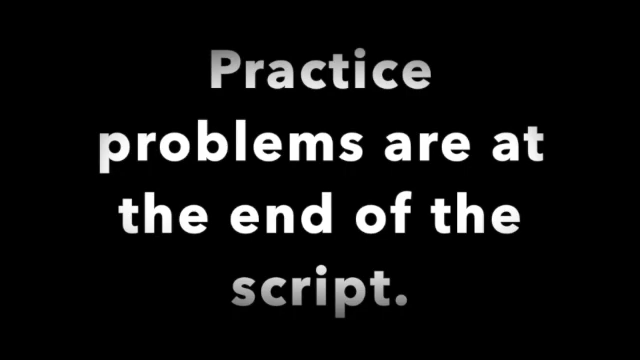 Practice
problems are at
the end of the
script.